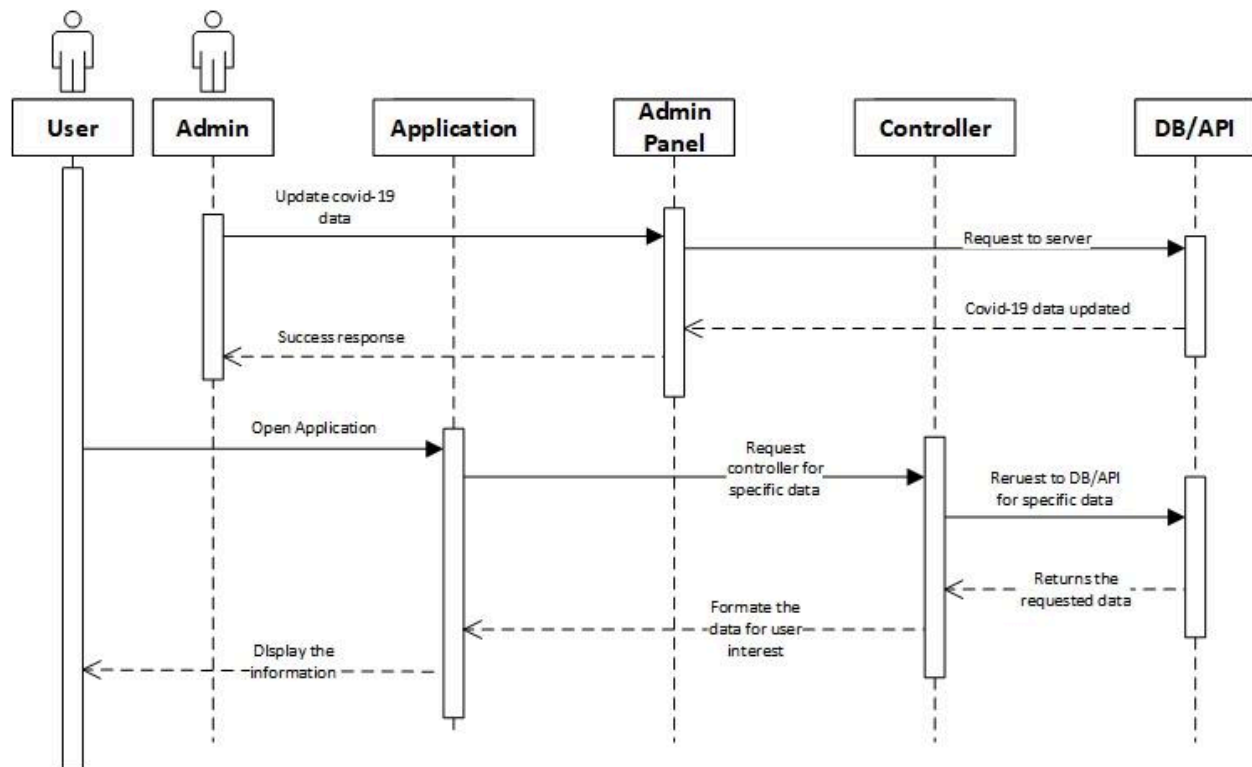 User
Admin
Application
Admin
Panel
Controller
DB/API
Update covid-19
data
Request to server
Covid-19 data updated
Success response
Open Application
Request
controller for
specific data
Reruest to DB/API
for specific data
Returns the
requested data
Formate the
data for user
interest
DIsplay the
information